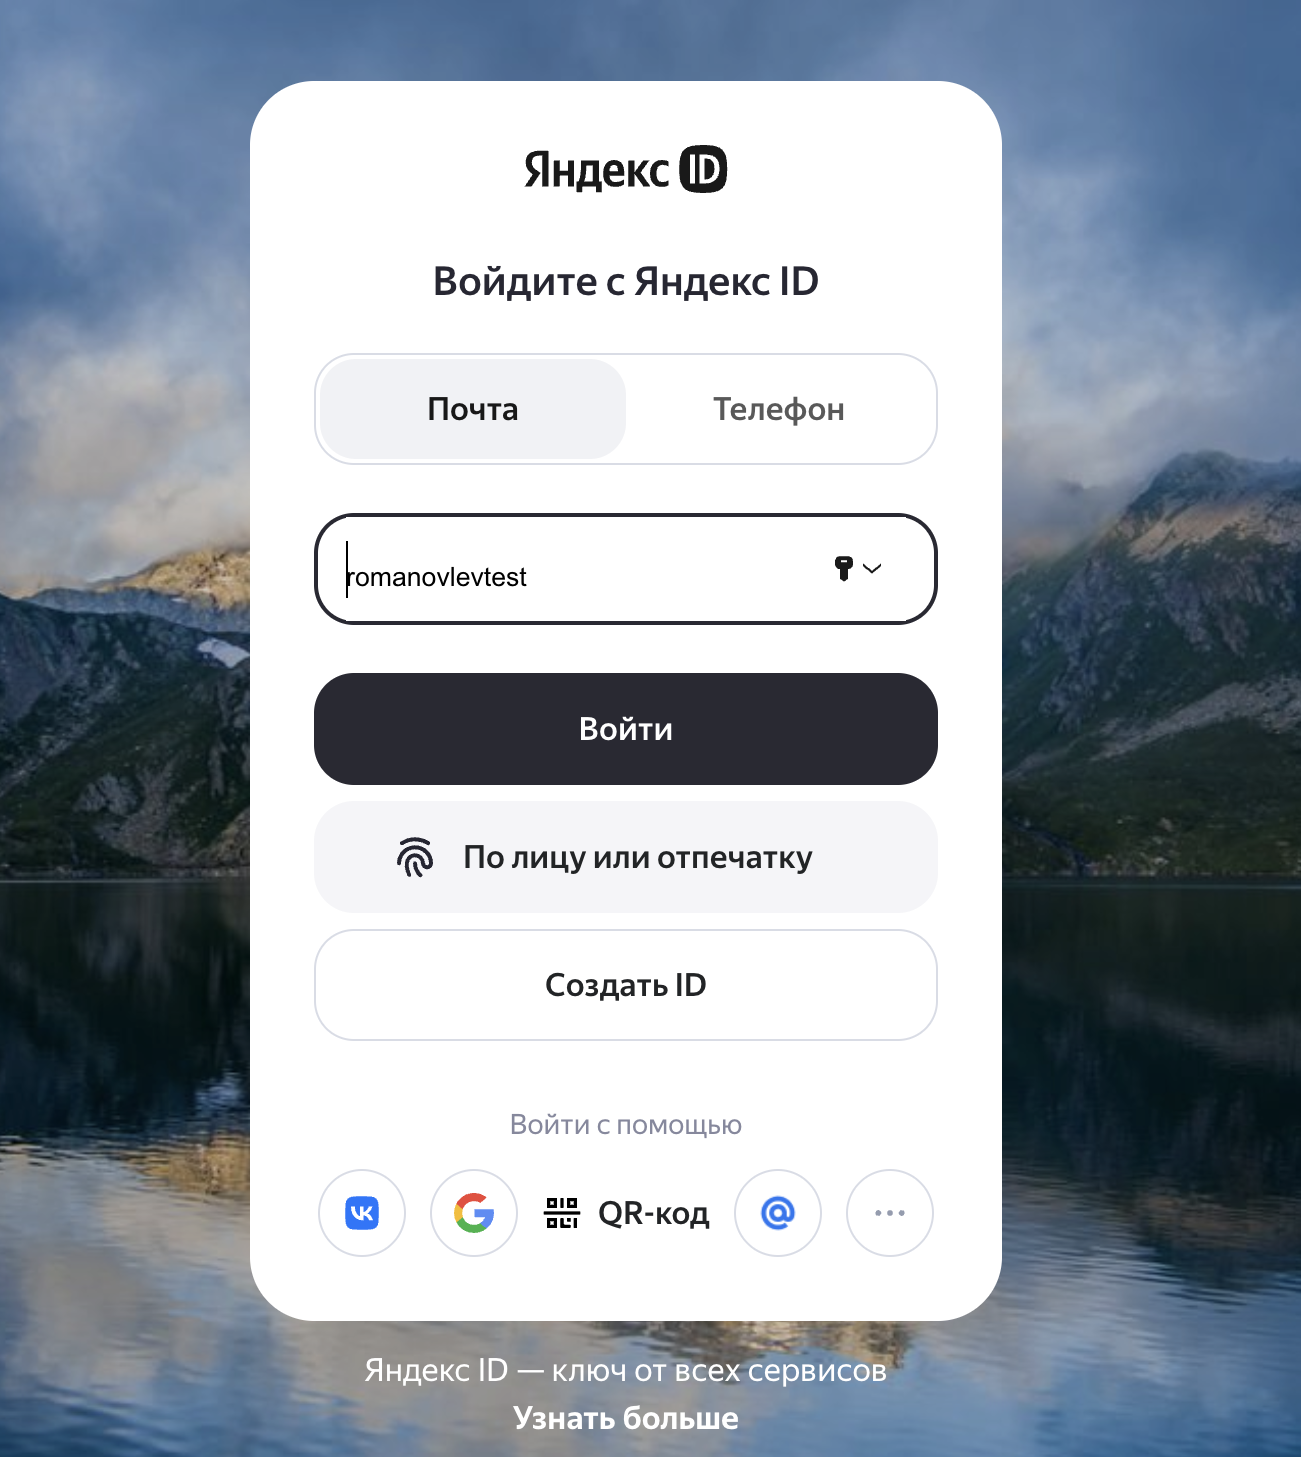 Яндекс ID
Войдите с Яндекс ID
Почта Телефон
romanovlevtest
Войти
По лицу или отпечатку
Создать ID
Войти с помощью
QR-код
Яндекс ID — ключ от всех сервисов
Узнать больше